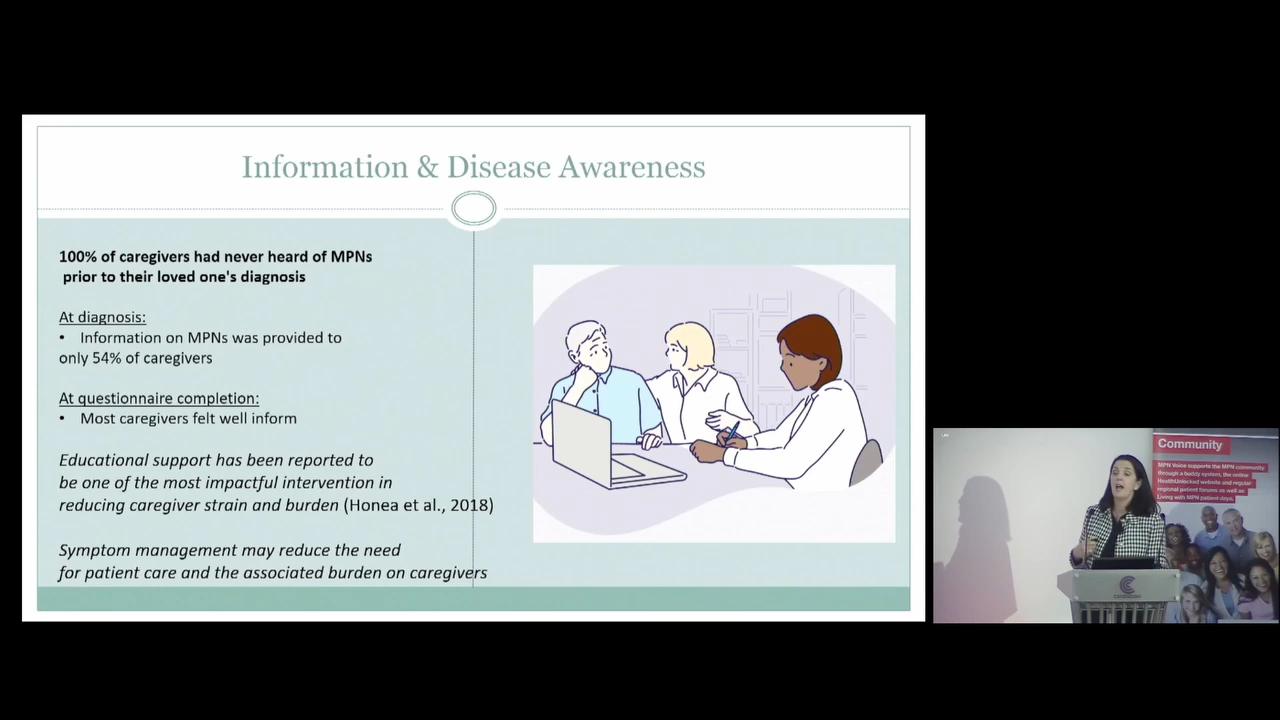 Information & Disease Awareness
100% of caregivers had never heard of MPNs
prior to their loved one's diagnosis
At diagnosis:
• Information on MPNs was provided to
only 54% of caregivers
At questionnaire completion:
• Most caregivers felt well inform
Educational support has been reported to
be one of the most impactful intervention in
reducing caregiver strain and burden (Honea et al., 2018)
Symptom management may reduce the need
for patient care and the associated burden on caregivers
Community
MPN Voice supports the MPN community
through a buddy system, the online
HealthUnlocked website and regular
regional patient forums as well as
Living with MPN patient days.